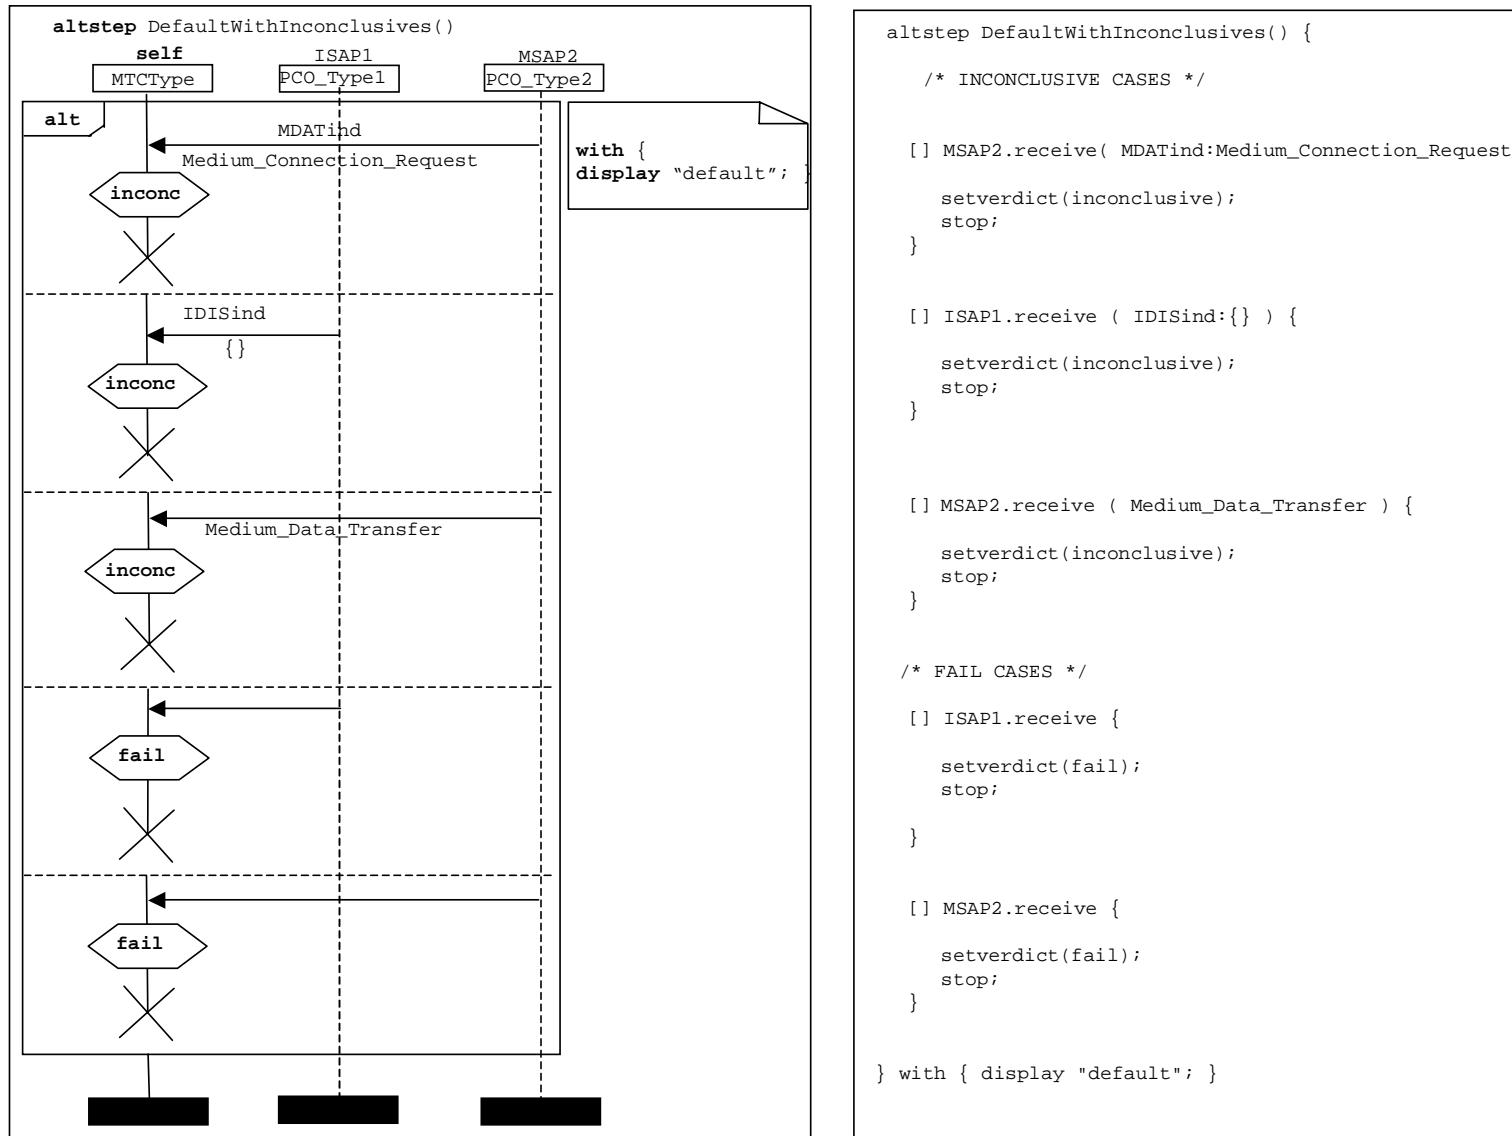 altstep DefaultWithInconclusives()
self
ISAP1
MSAP2
MTCType
PCO_Type1
PCO_Type2
alt
MDATind
Medium_Connection_Request
inconc
with {
display “default”; }
IDISind
{}
inconc
Medium_Data_Transfer
inconc
fail
fail
altstep DefaultWithInconclusives() {
/* INCONCLUSIVE CASES */
[] MSAP2.receive( MDATind:Medium_Connection_Request
setverdict(inconclusive);
stop;
}
[] ISAP1.receive ( IDISind:{} ) {
setverdict(inconclusive);
stop;
}
[] MSAP2.receive ( Medium_Data_Transfer ) {
setverdict(inconclusive);
stop;
}
/* FAIL CASES */
[] ISAP1.receive {
setverdict(fail);
stop;
}
[] MSAP2.receive {
setverdict(fail);
stop;
}
} with { display "default"; }